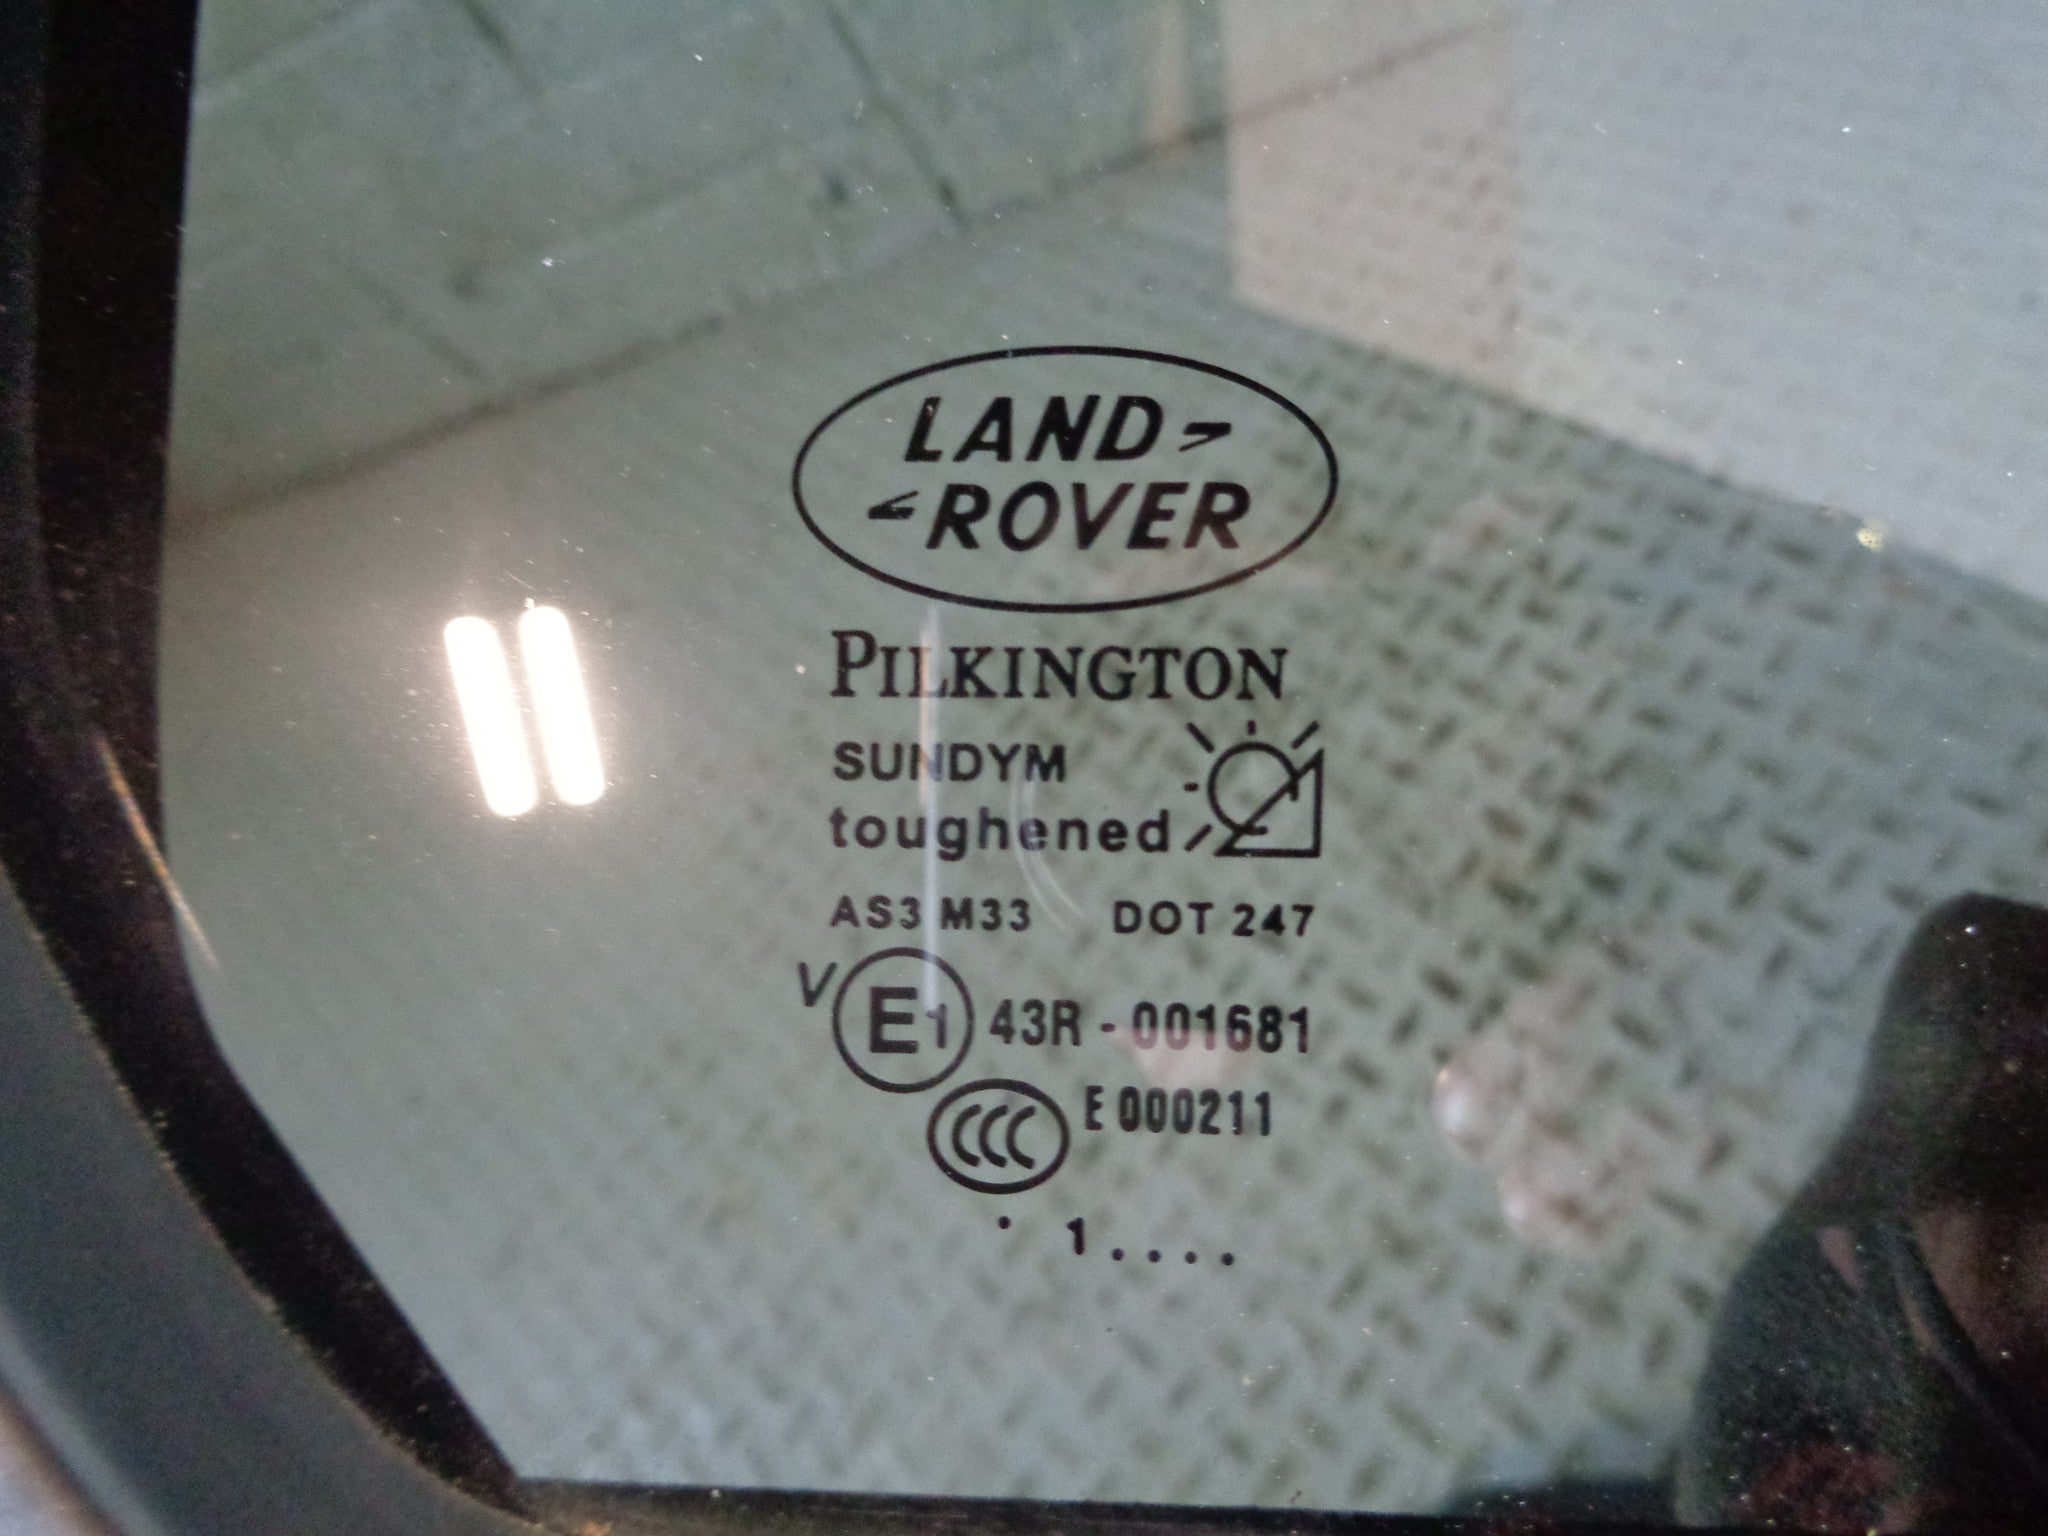 LAND
ROVER
PILKINGTON
SUNDYM
toughened
AS3 M33 DOT 247
V E1 43R - 001681
CCC E 000211
. 1 . . . .